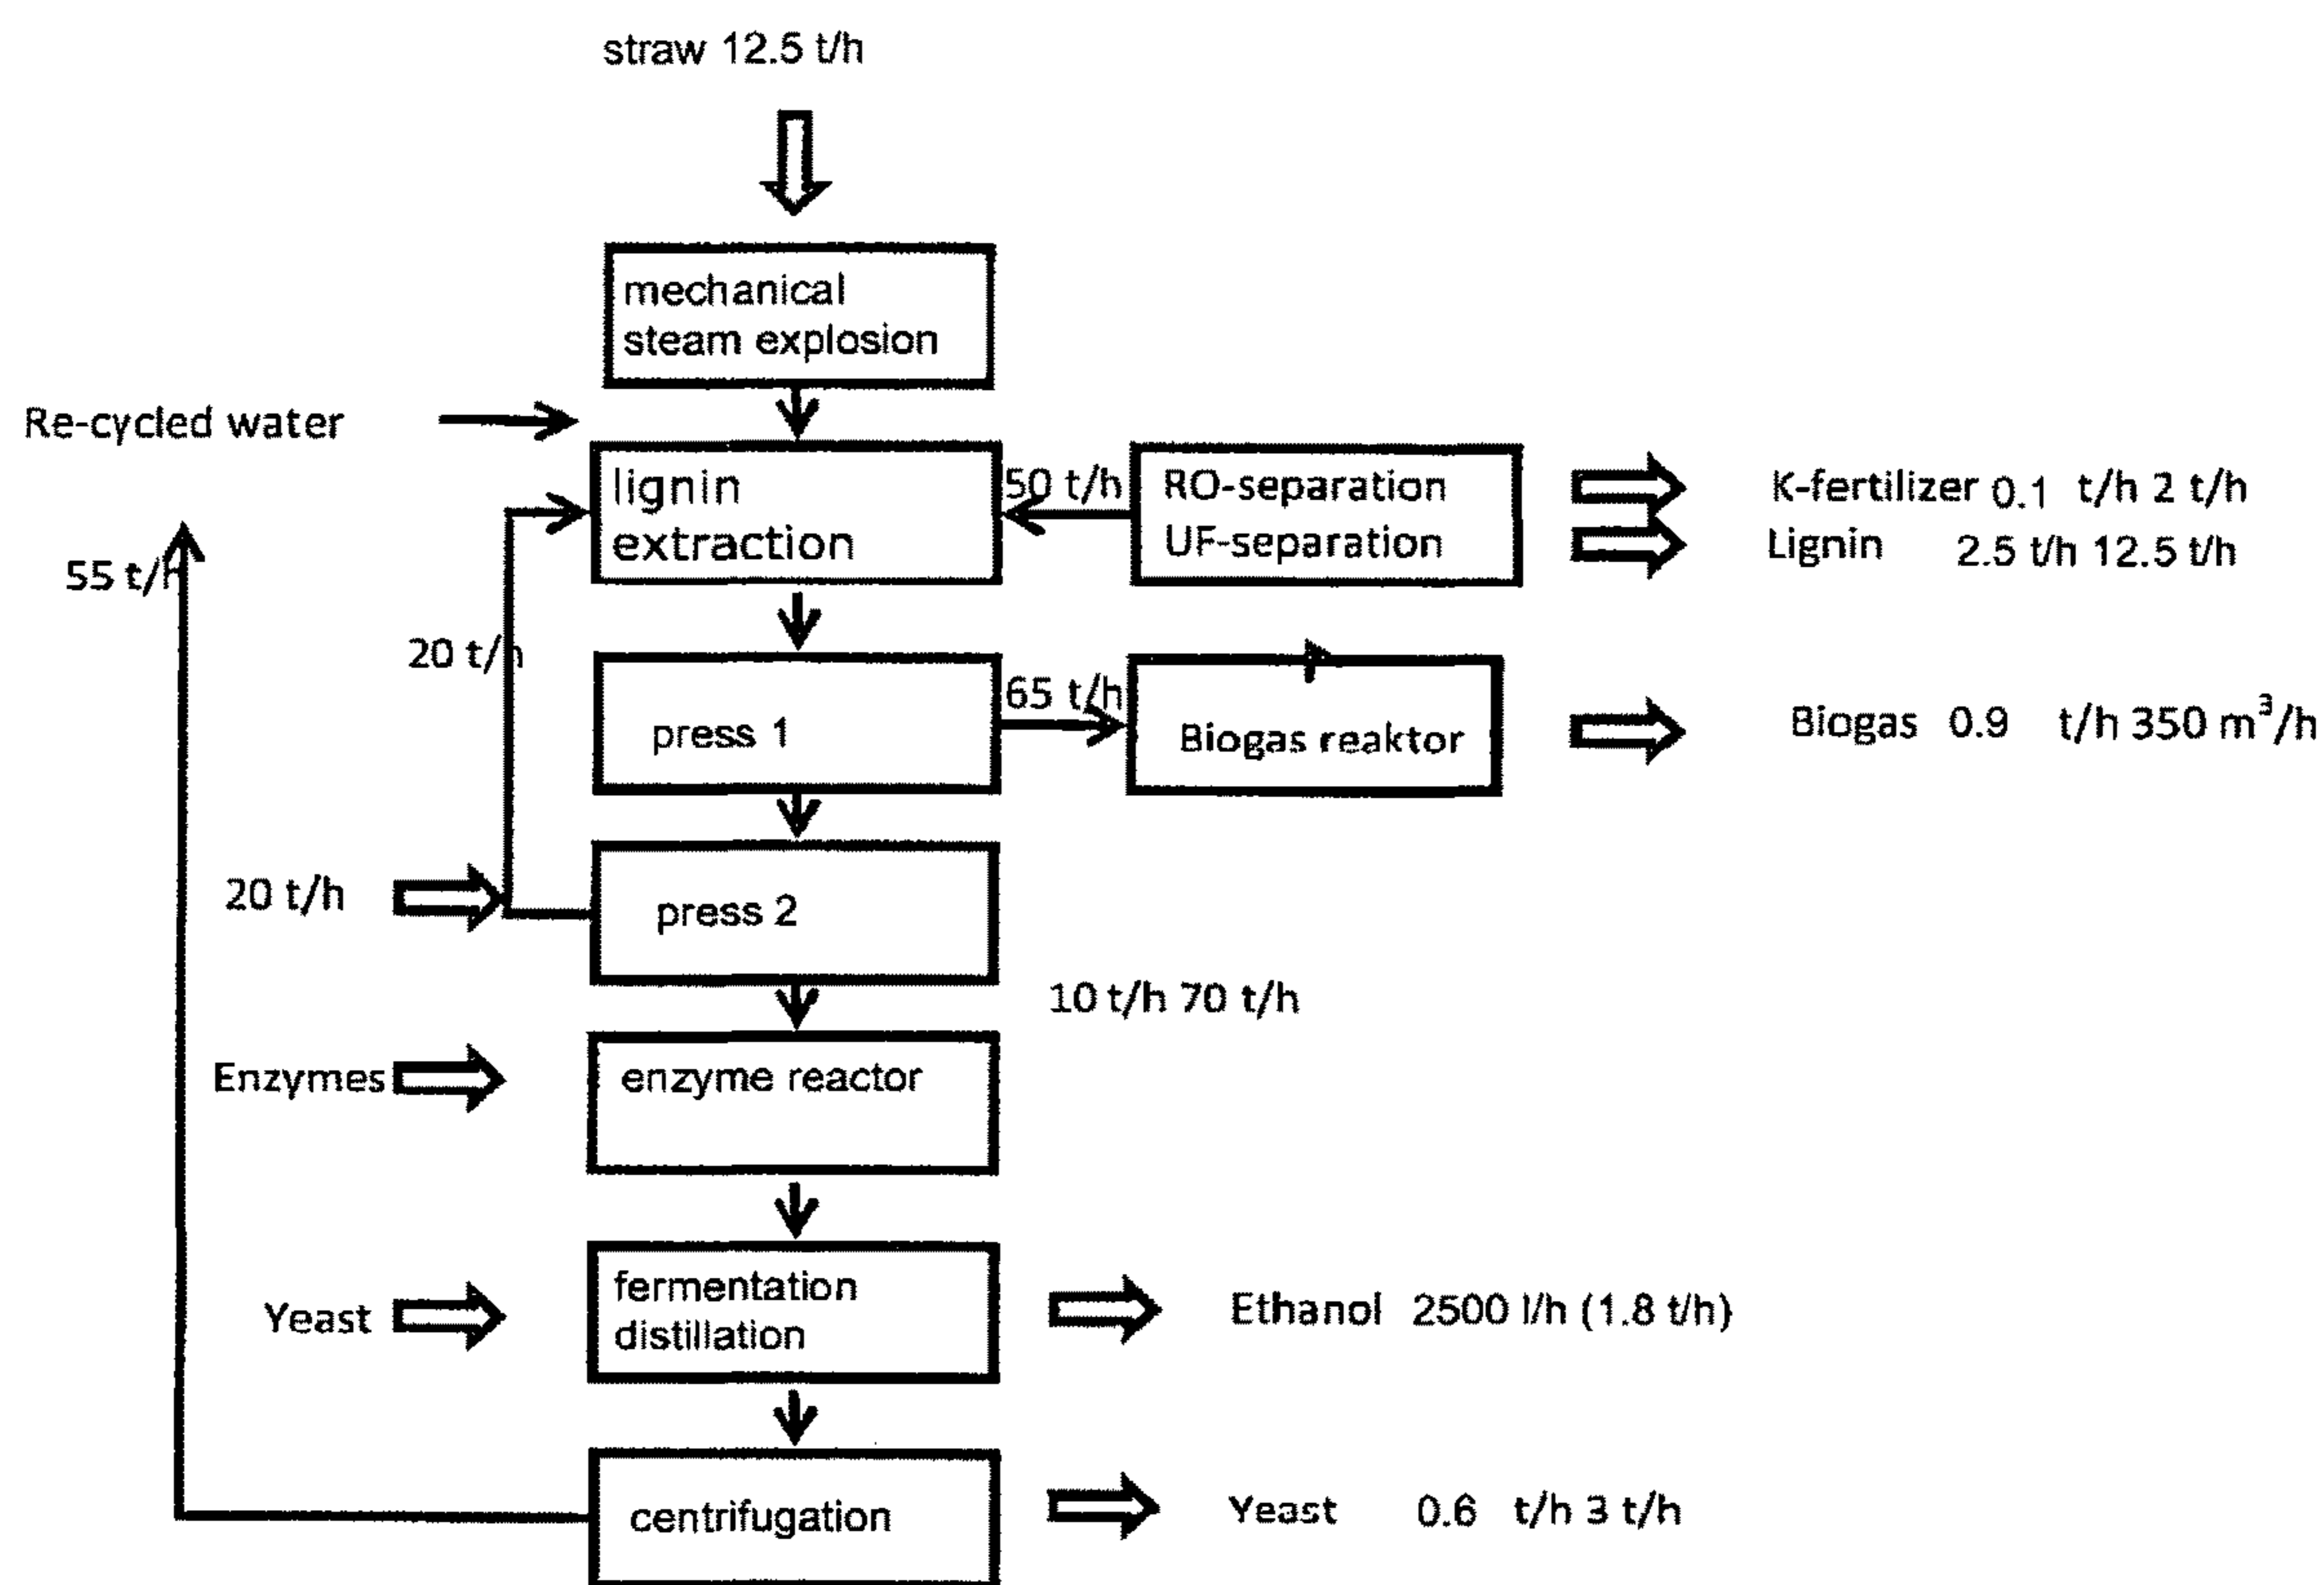 straw 12.5 t/h
mechanical
steam explosion
Re-cycled water
lignin
extraction
50 t/h
RO-separation
UF-separation
K-fertilizer 0.1 t/h 2 t/h
Lignin 2.5 t/h 12.5 t/h
55 t/h
20 t/h
press 1
65 t/h
Biogas reaktor
Biogas 0.9 t/h 350 m³/h
20 t/h
press 2
10 t/h 70 t/h
Enzymes
enzyme reactor
Yeast
fermentation
distillation
Ethanol 2500 l/h (1.8 t/h)
centrifugation
Yeast 0.6 t/h 3 t/h